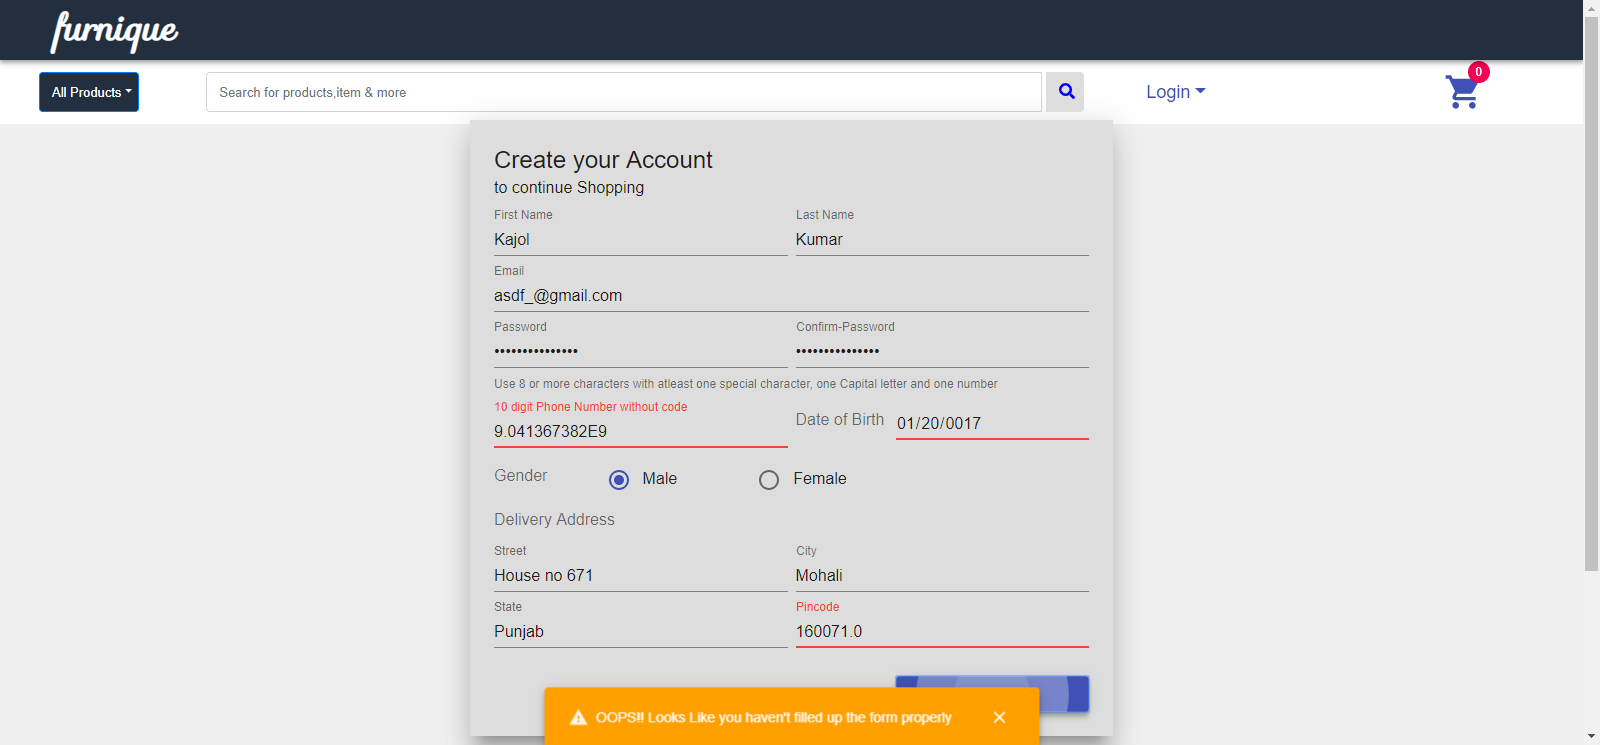 furnique
All Products
Search for products,item & more
Login
0
Create your Account
to continue Shopping
First Name
Last Name
Kajol
Kumar
Email
asdf_@gmail.com
Password
Confirm-Password
•••••••••••••••
•••••••••••••••
Use 8 or more characters with atleast one special character, one Capital letter and one number
10 digit Phone Number without code
9.041367382E9
Date of Birth
01/20/0017
Gender
Male
Female
Delivery Address
Street
City
House no 671
Mohali
State
Pincode
Punjab
160071.0
OOPS!! Looks Like you haven't filled up the form properly